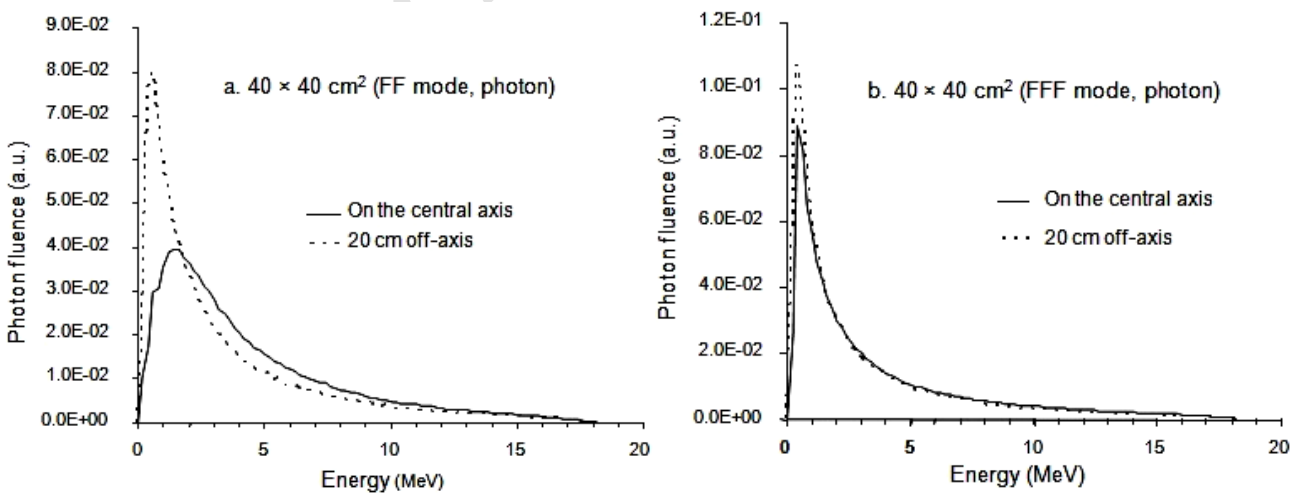 9.0E-02
8.0E-02
7.0E-02
6.0E-02
5.0E-02
4.0E-02
3.0E-02
2.0E-02
1.0E-02
0.0E+00
Photon fluence (a.u.)
a. 40 × 40 cm² (FF mode, photon)
On the central axis
20 cm off-axis
0 5 10 15 20
Energy (MeV)
1.2E-01
1.0E-01
8.0E-02
6.0E-02
4.0E-02
2.0E-02
0.0E+00
Photon fluence (a.u.)
b. 40 × 40 cm² (FFF mode, photon)
On the central axis
20 cm off-axis
0 5 10 15 20
Energy (MeV)